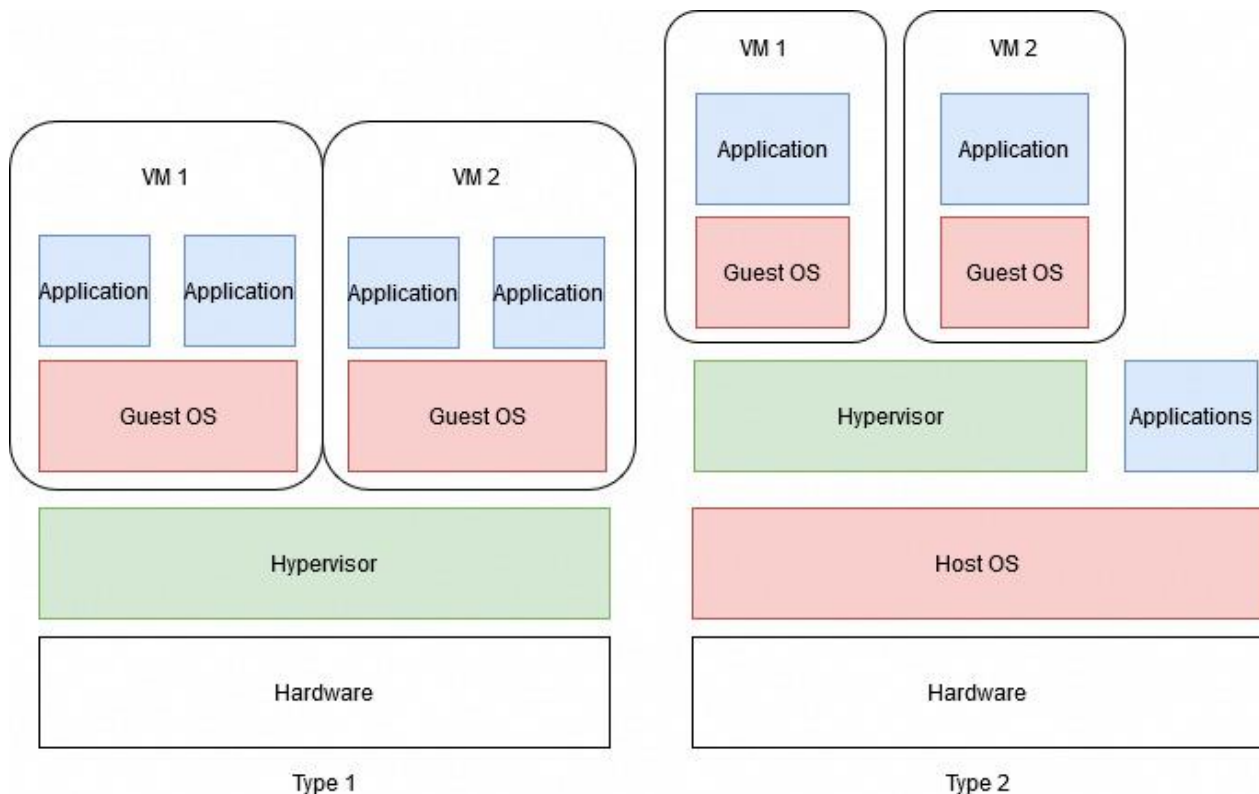 VM 1
VM 2
Application
Application
Application
Application
Guest OS
Guest OS
Hypervisor
Hardware
Type 1
VM 1
VM 2
Application
Application
Guest OS
Guest OS
Hypervisor
Applications
Host OS
Hardware
Type 2